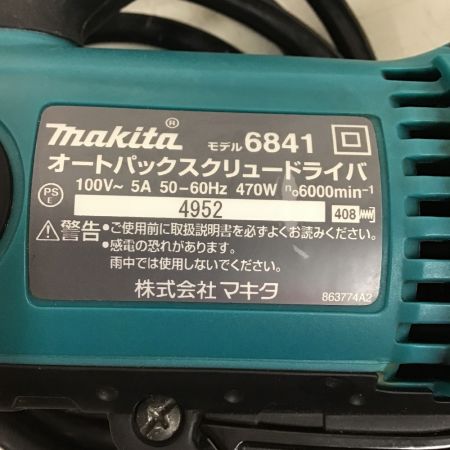 makita® モデル 6841
オートパックスクリュードライバ
100V～ 5A 50-60Hz 470W n₀6000min⁻¹
PS E
4952 408
警告 ●ご使用前に取扱説明書を必ずよくお読みください。
●感電の恐れがあります。
雨中では使用しないでください。
株式会社 マキタ
863774A2